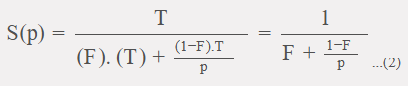 S(p) = T / ((F). (T) + (1−F).T / p) = 1 / (F + 1−F / p) ...(2)